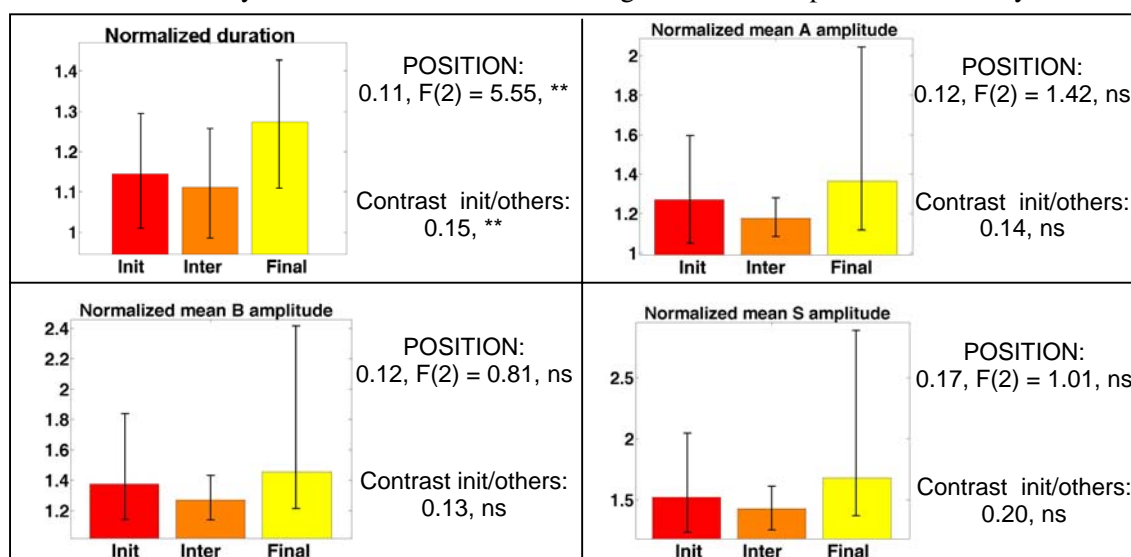 Normalized duration
1.4
1.3
1.2
1.1
1
Init Inter Final
POSITION:
0.11, F(2) = 5.55, **
Contrast init/others:
0.15, **
Normalized mean A amplitude
2
1.8
1.6
1.4
1.2
1
Init Inter Final
POSITION:
0.12, F(2) = 1.42, ns
Contrast init/others:
0.14, ns
Normalized mean B amplitude
2.4
2.2
2
1.8
1.6
1.4
1.2
Init Inter Final
POSITION:
0.12, F(2) = 0.81, ns
Contrast init/others:
0.13, ns
Normalized mean S amplitude
2.5
2
1.5
Init Inter Final
POSITION:
0.17, F(2) = 1.01, ns
Contrast init/others:
0.20, ns